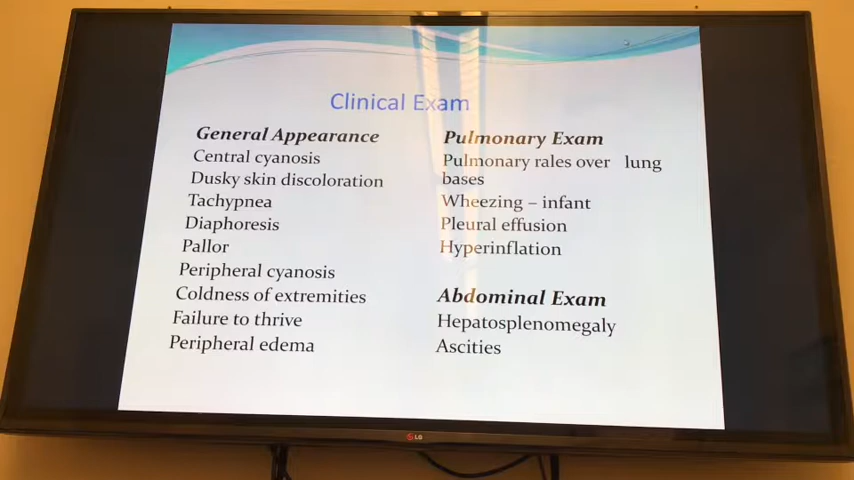 Clinical Exam
General Appearance
Central cyanosis
Dusky skin discoloration
Tachypnea
Diaphoresis
Pallor
Peripheral cyanosis
Coldness of extremities
Failure to thrive
Peripheral edema
Pulmonary Exam
Pulmonary rales over lung
bases
Wheezing – infant
Pleural effusion
Hyperinflation
Abdominal Exam
Hepatosplenomegaly
Ascities
LG